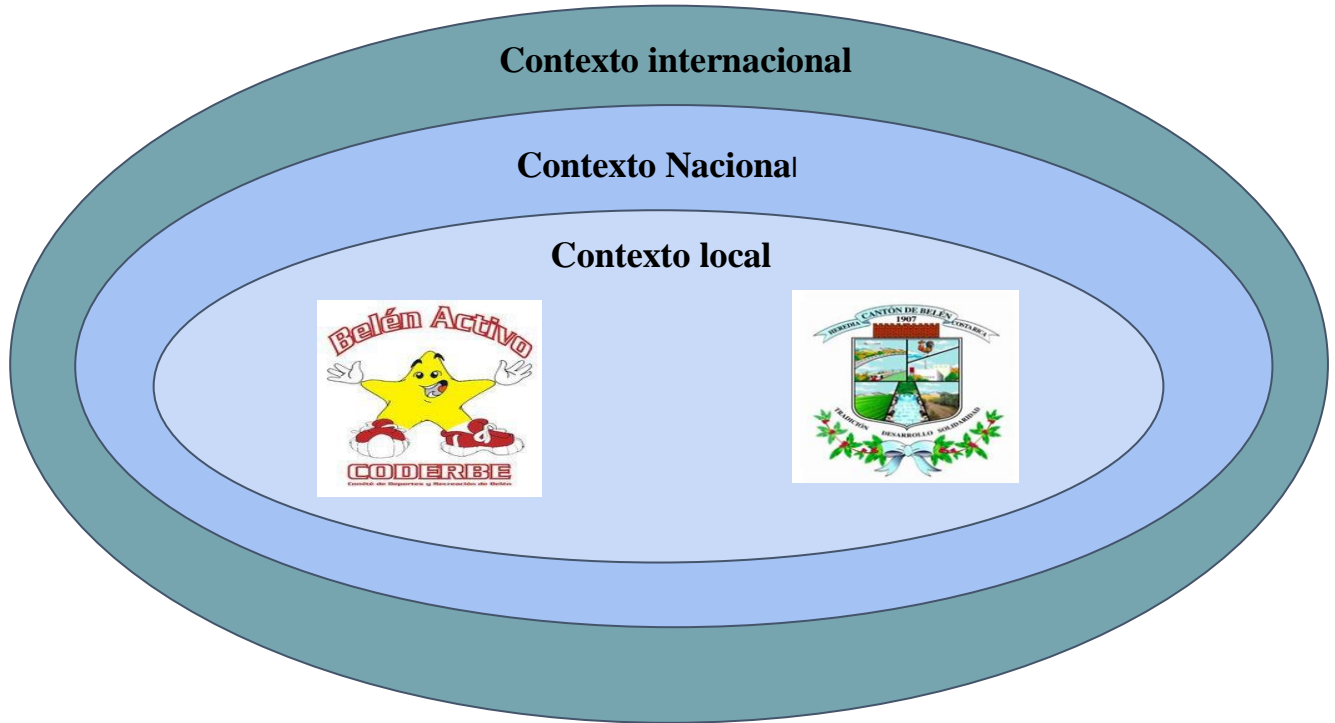 Contexto internacional
Contexto Nacional
Contexto local
Belén Activo
CODERBE
Comité de Deportes y Recreación de Belén
CANTÓN DE BELÉN
HEREDIA
1907
COSTA RICA
TRADICIÓN DESARROLLO SOLIDARIDAD